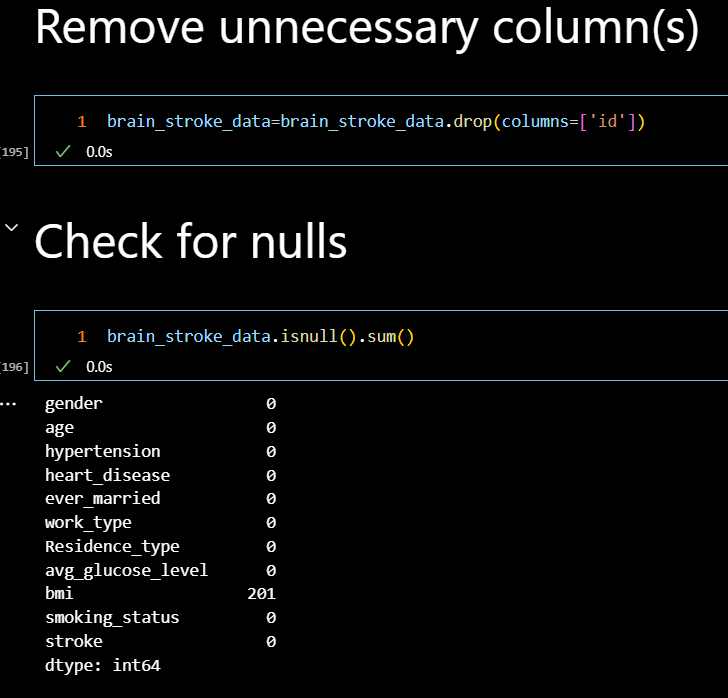 Remove unnecessary column(s)
1 brain_stroke_data=brain_stroke_data.drop(columns=['id'])
[195] ✓ 0.0s
Check for nulls
1 brain_stroke_data.isnull().sum()
[196] ✓ 0.0s
... gender 0
age 0
hypertension 0
heart_disease 0
ever_married 0
work_type 0
Residence_type 0
avg_glucose_level 0
bmi 201
smoking_status 0
stroke 0
dtype: int64